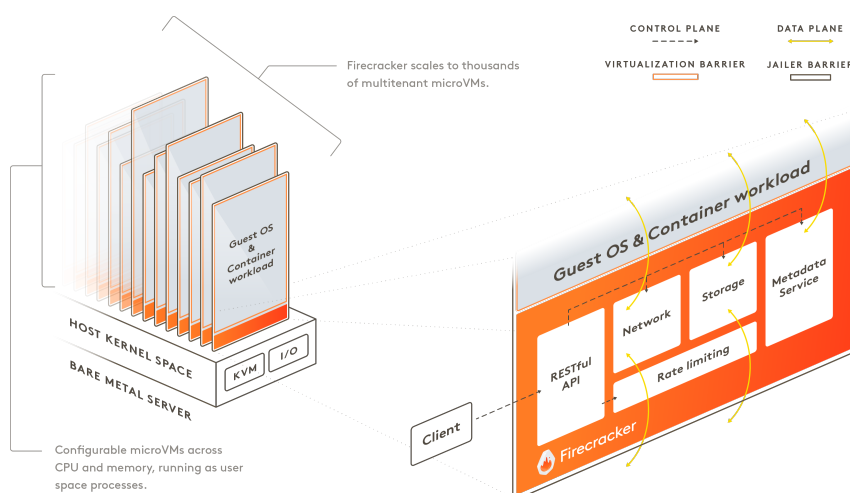 CONTROL PLANE
DATA PLANE
VIRTUALIZATION BARRIER
JAILER BARRIER
Firecracker scales to thousands
of multitenant microVMs.
Guest OS
&
Container
workload
HOST KERNEL SPACE
KVM
I/O
BARE METAL SERVER
Configurable microVMs across
CPU and memory, running as user
space processes.
Guest OS & Container workload
RESTful
API
Network
Storage
Metadata
Service
Rate limiting
Client
Firecracker